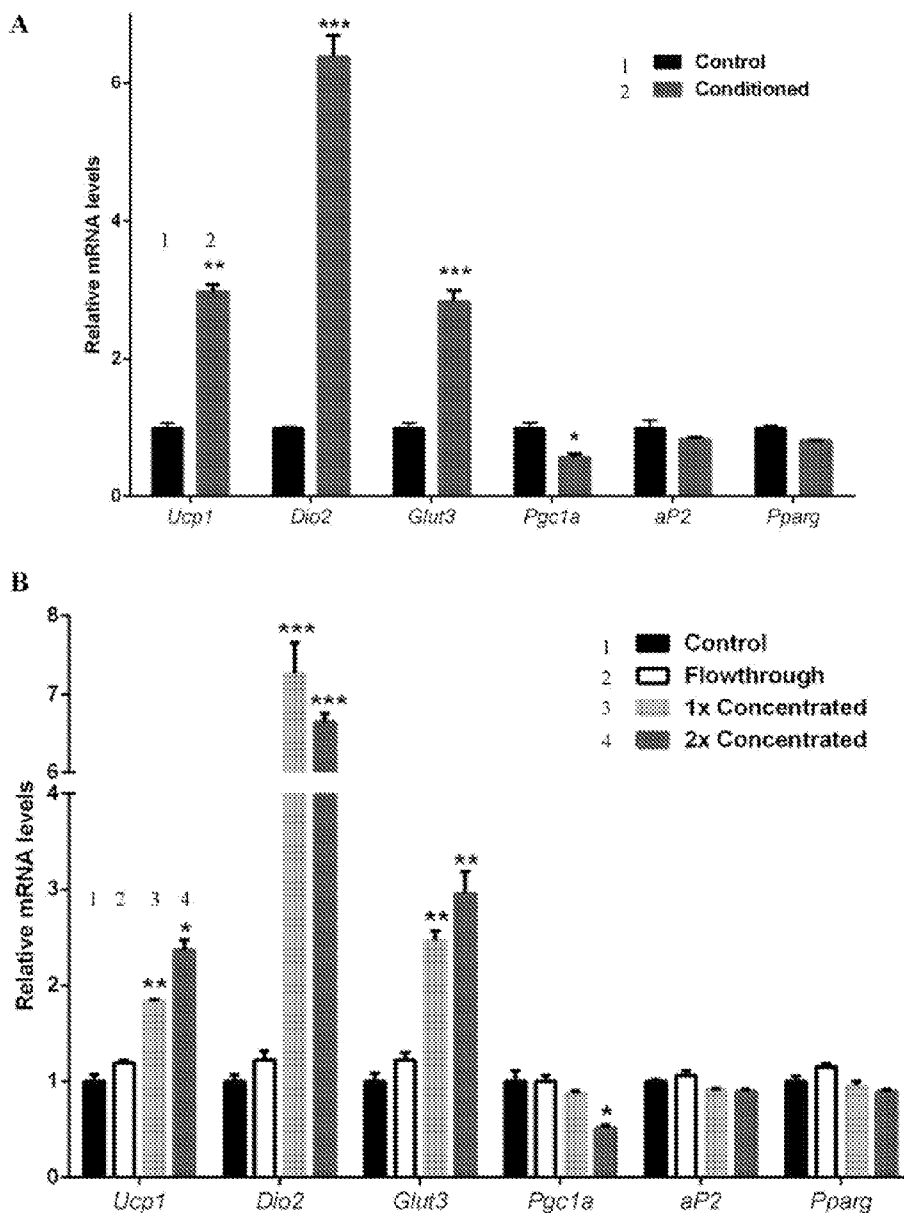 A
Relative mRNA levels
6
4
2
0
1 Control
2 Conditioned
1 2
**
***
***
*
Ucp1 Dio2 Glut3 Pgc1a aP2 Pparg
B
Relative mRNA levels
8
7
6
4
3
2
1
0
1 Control
2 Flowthrough
3 1x Concentrated
4 2x Concentrated
1 2 3 4
** *
*** ***
** **
*
Ucp1 Dio2 Glut3 Pgc1a aP2 Pparg